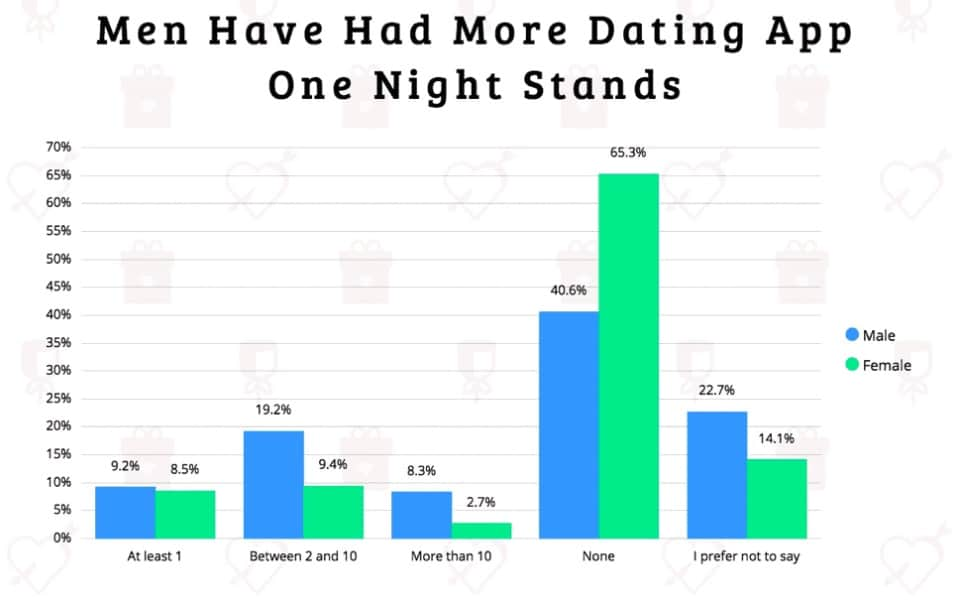 Men Have Had More Dating App
One Night Stands
70%
65%
60%
55%
50%
45%
40%
35%
30%
25%
20%
15%
10%
5%
0%
9.2%
8.5%
19.2%
9.4%
8.3%
2.7%
40.6%
65.3%
22.7%
14.1%
At least 1
Between 2 and 10
More than 10
None
I prefer not to say
Male
Female